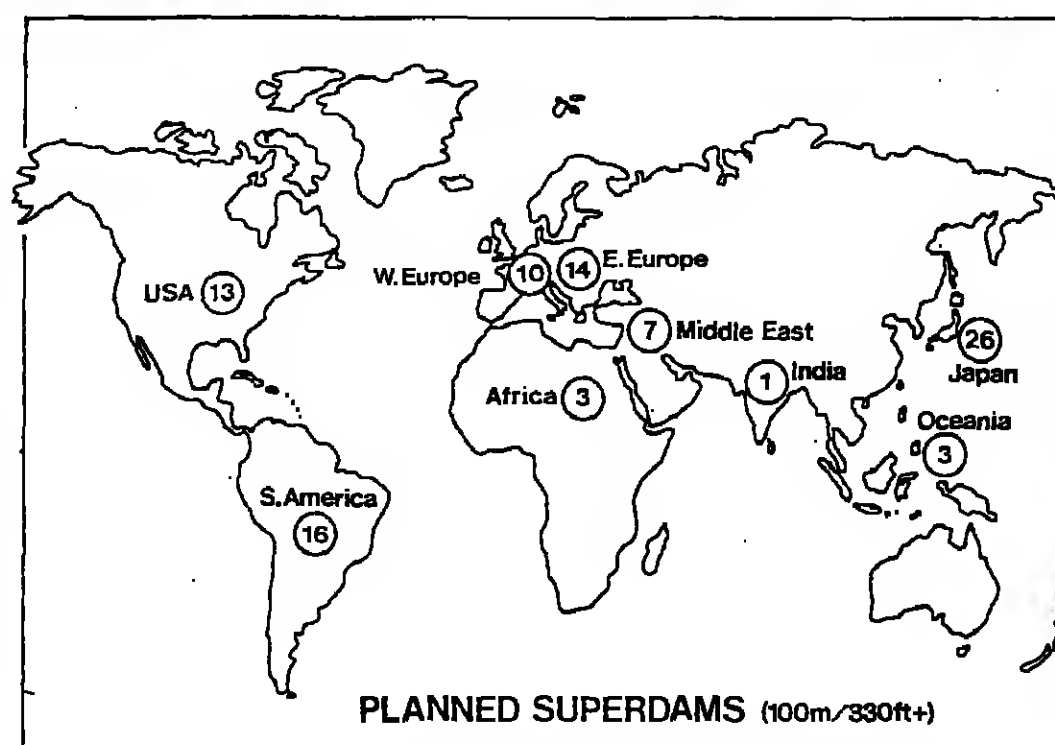 W. Europe 10 14 E. Europe
USA 13
7 Middle East
26
Japan
1 India
Africa 3
Oceania
3
S. America
16
PLANNED SUPERDAMS (100m/330ft+)